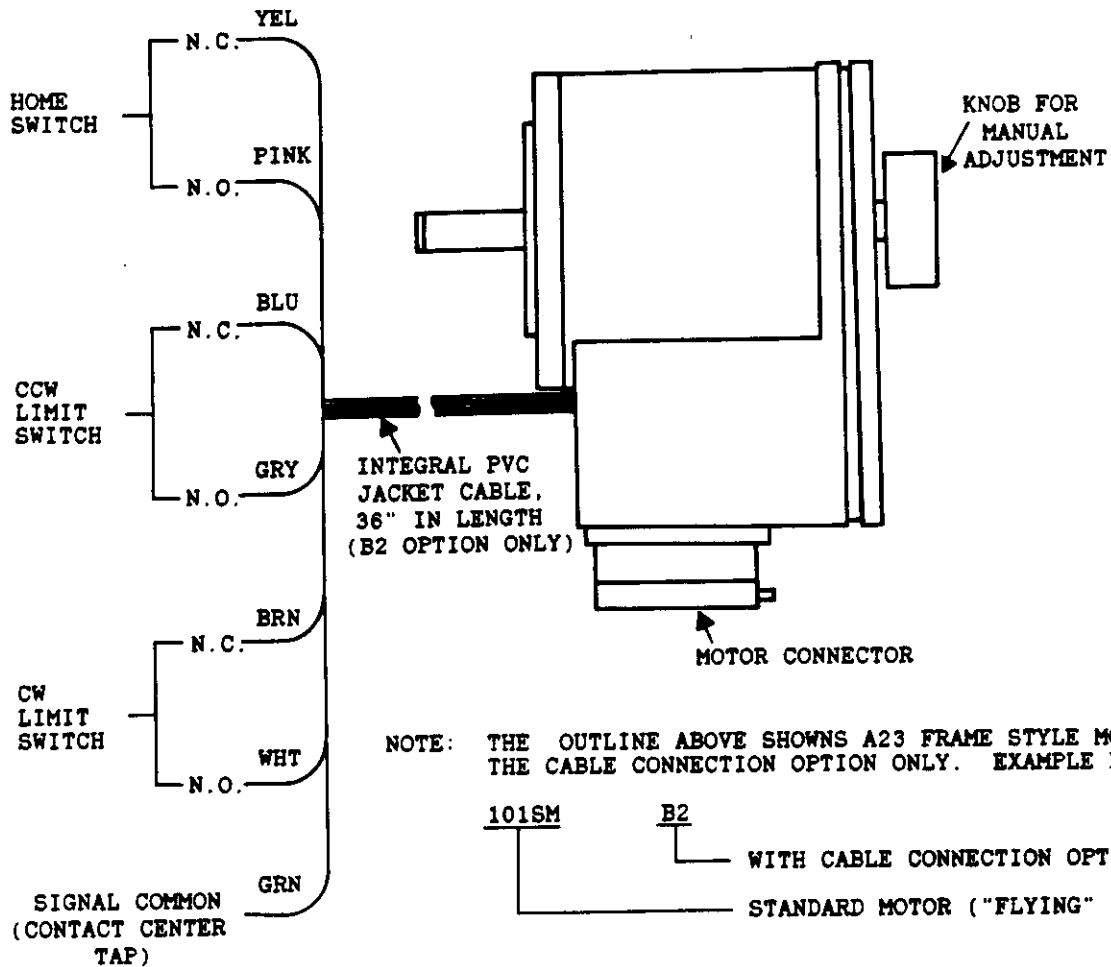 YEL
N.C.
HOME
SWITCH
PINK
N.O.
BLU
N.C.
CCW
LIMIT
SWITCH
GRY
N.O.
BRN
N.C.
CW
LIMIT
SWITCH
WHT
N.O.
GRN
SIGNAL COMMON
(CONTACT CENTER
TAP)
KNOB FOR
MANUAL
ADJUSTMENT
INTEGRAL PVC
JACKET CABLE,
36" IN LENGTH
(B2 OPTION ONLY)
MOTOR CONNECTOR
NOTE: THE OUTLINE ABOVE SHOWNS A23 FRAME STYLE
THE CABLE CONNECTION OPTION ONLY. EXAMPLE
101SM B2
WITH CABLE CONNECTION OPT
STANDARD MOTOR ("FLYING"